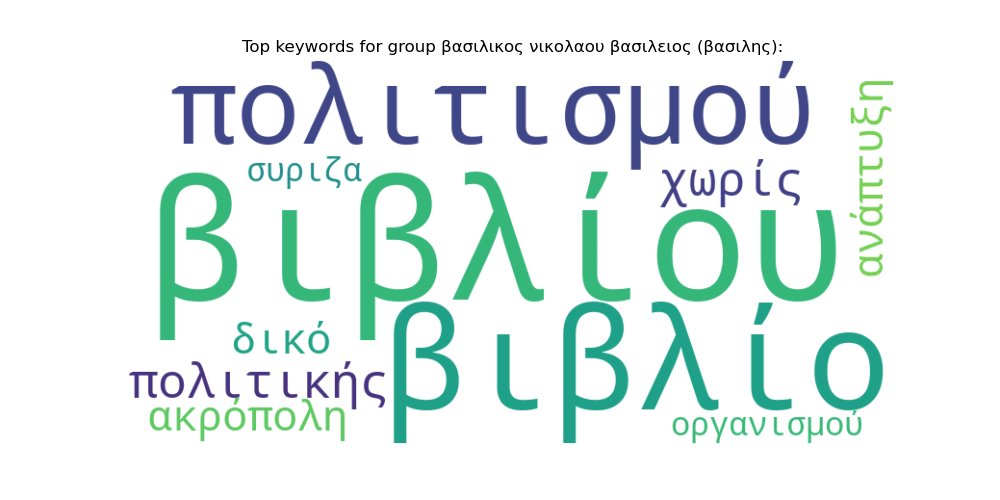 Top keywords for group βασιλικος νικολαου βασιλειος (βασιλης):
πολιτισμού
ανάπτυξη
συριζα
χωρίς
βιβλίου
βιβλίο
δικό
πολιτικής
ακρόπολη
οργανισμού